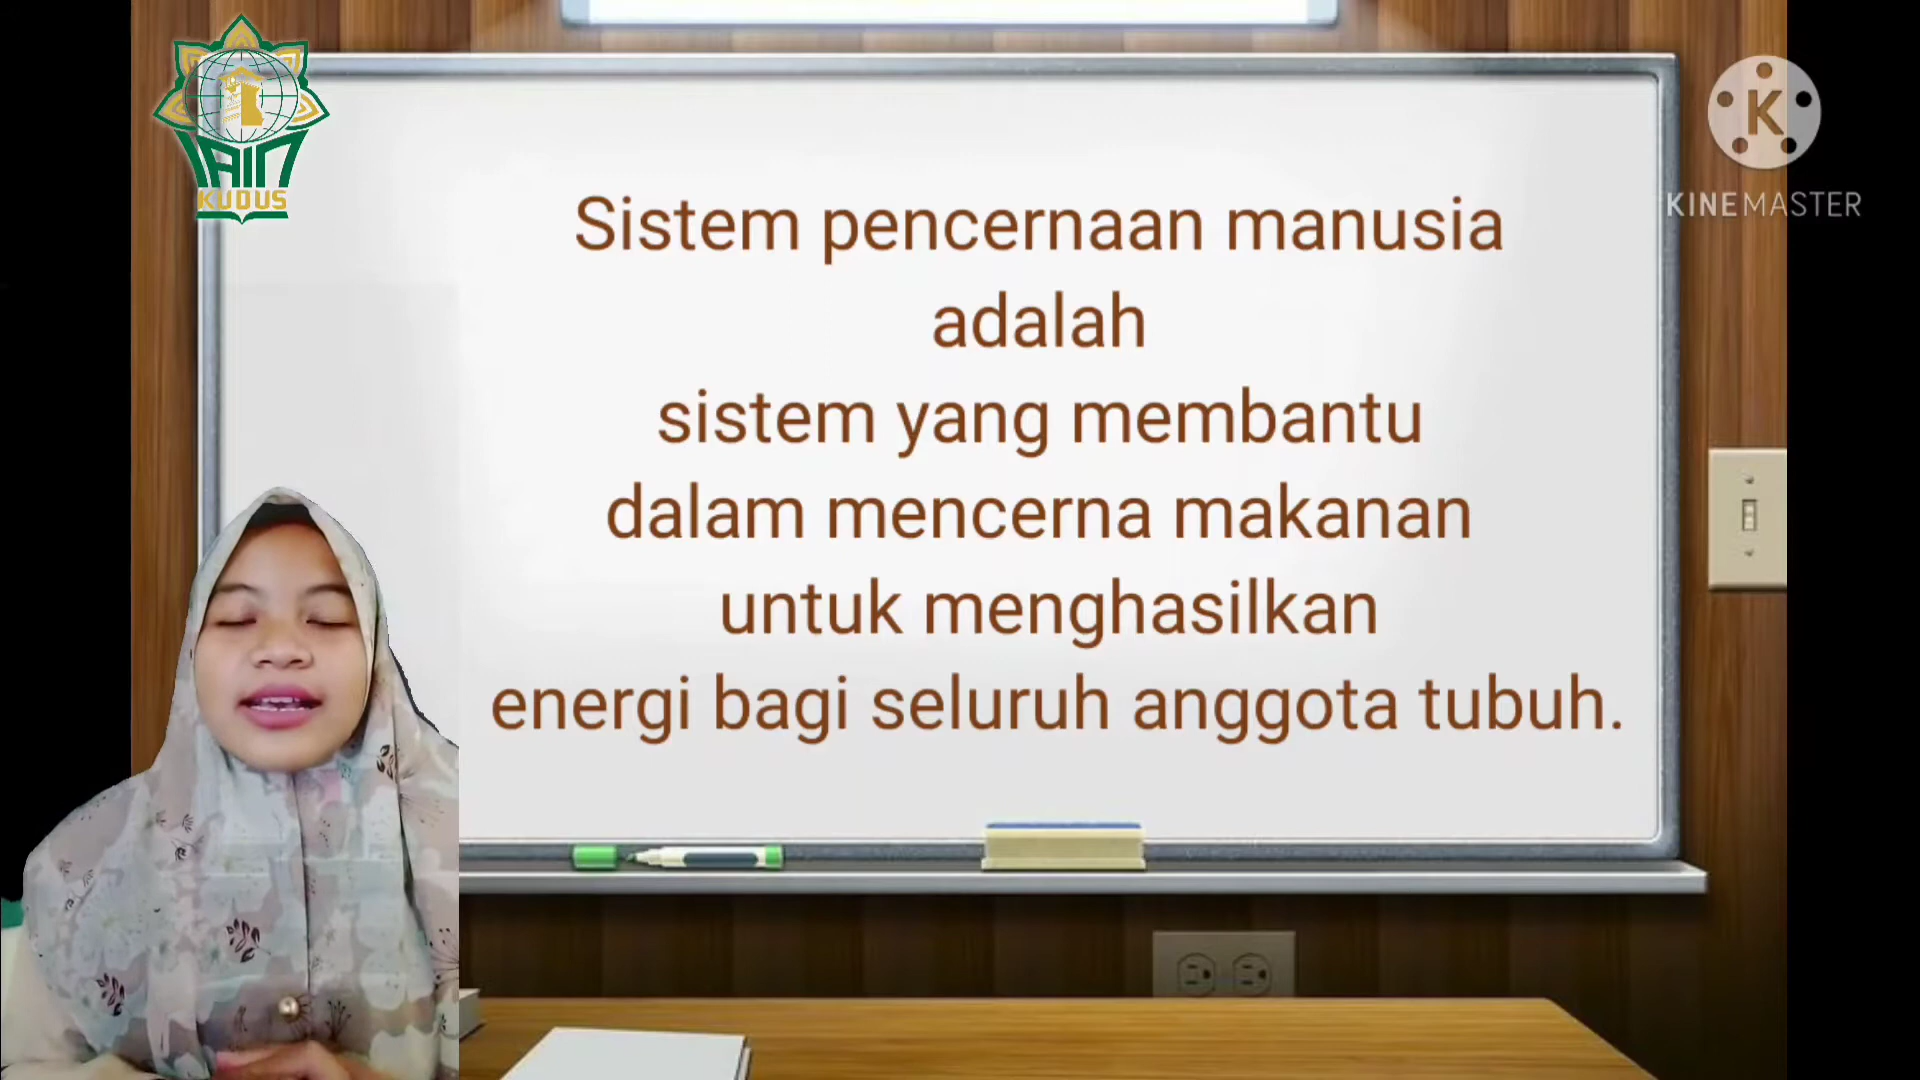 IAIN
KUDUS
K
KINEMASTER
Sistem pencernaan manusia
adalah
sistem yang membantu
dalam mencerna makanan
untuk menghasilkan
energi bagi seluruh anggota tubuh.